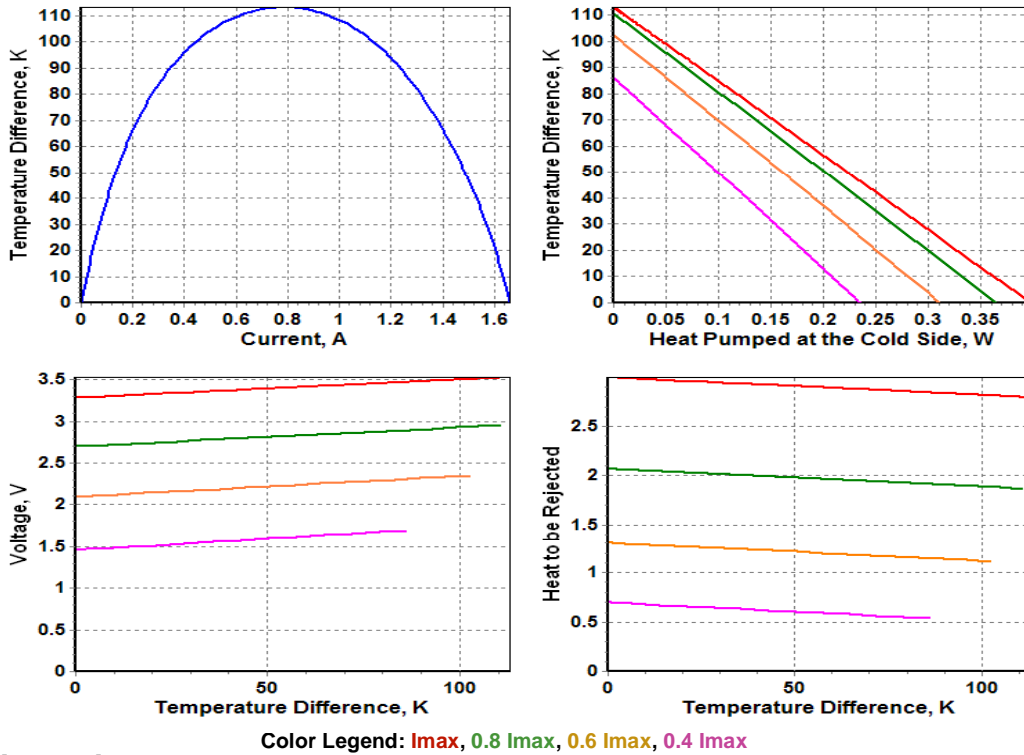 110
100
90
80
70
60
50
40
30
20
10
0
Temperature Difference, K
0 0.2 0.4 0.6 0.8 1 1.2 1.4 1.6
Current, A
110
100
90
80
70
60
50
40
30
20
10
0
Temperature Difference, K
0 0.05 0.1 0.15 0.2 0.25 0.3 0.35
Heat Pumped at the Cold Side, W
3.5
3
2.5
2
1.5
1
0.5
0
Voltage, V
0 50 100
Temperature Difference, K
2.5
2
1.5
1
0.5
0
Heat to be Rejected
0 50 100
Temperature Difference, K
Color Legend: Imax, 0.8 Imax, 0.6 Imax, 0.4 Imax